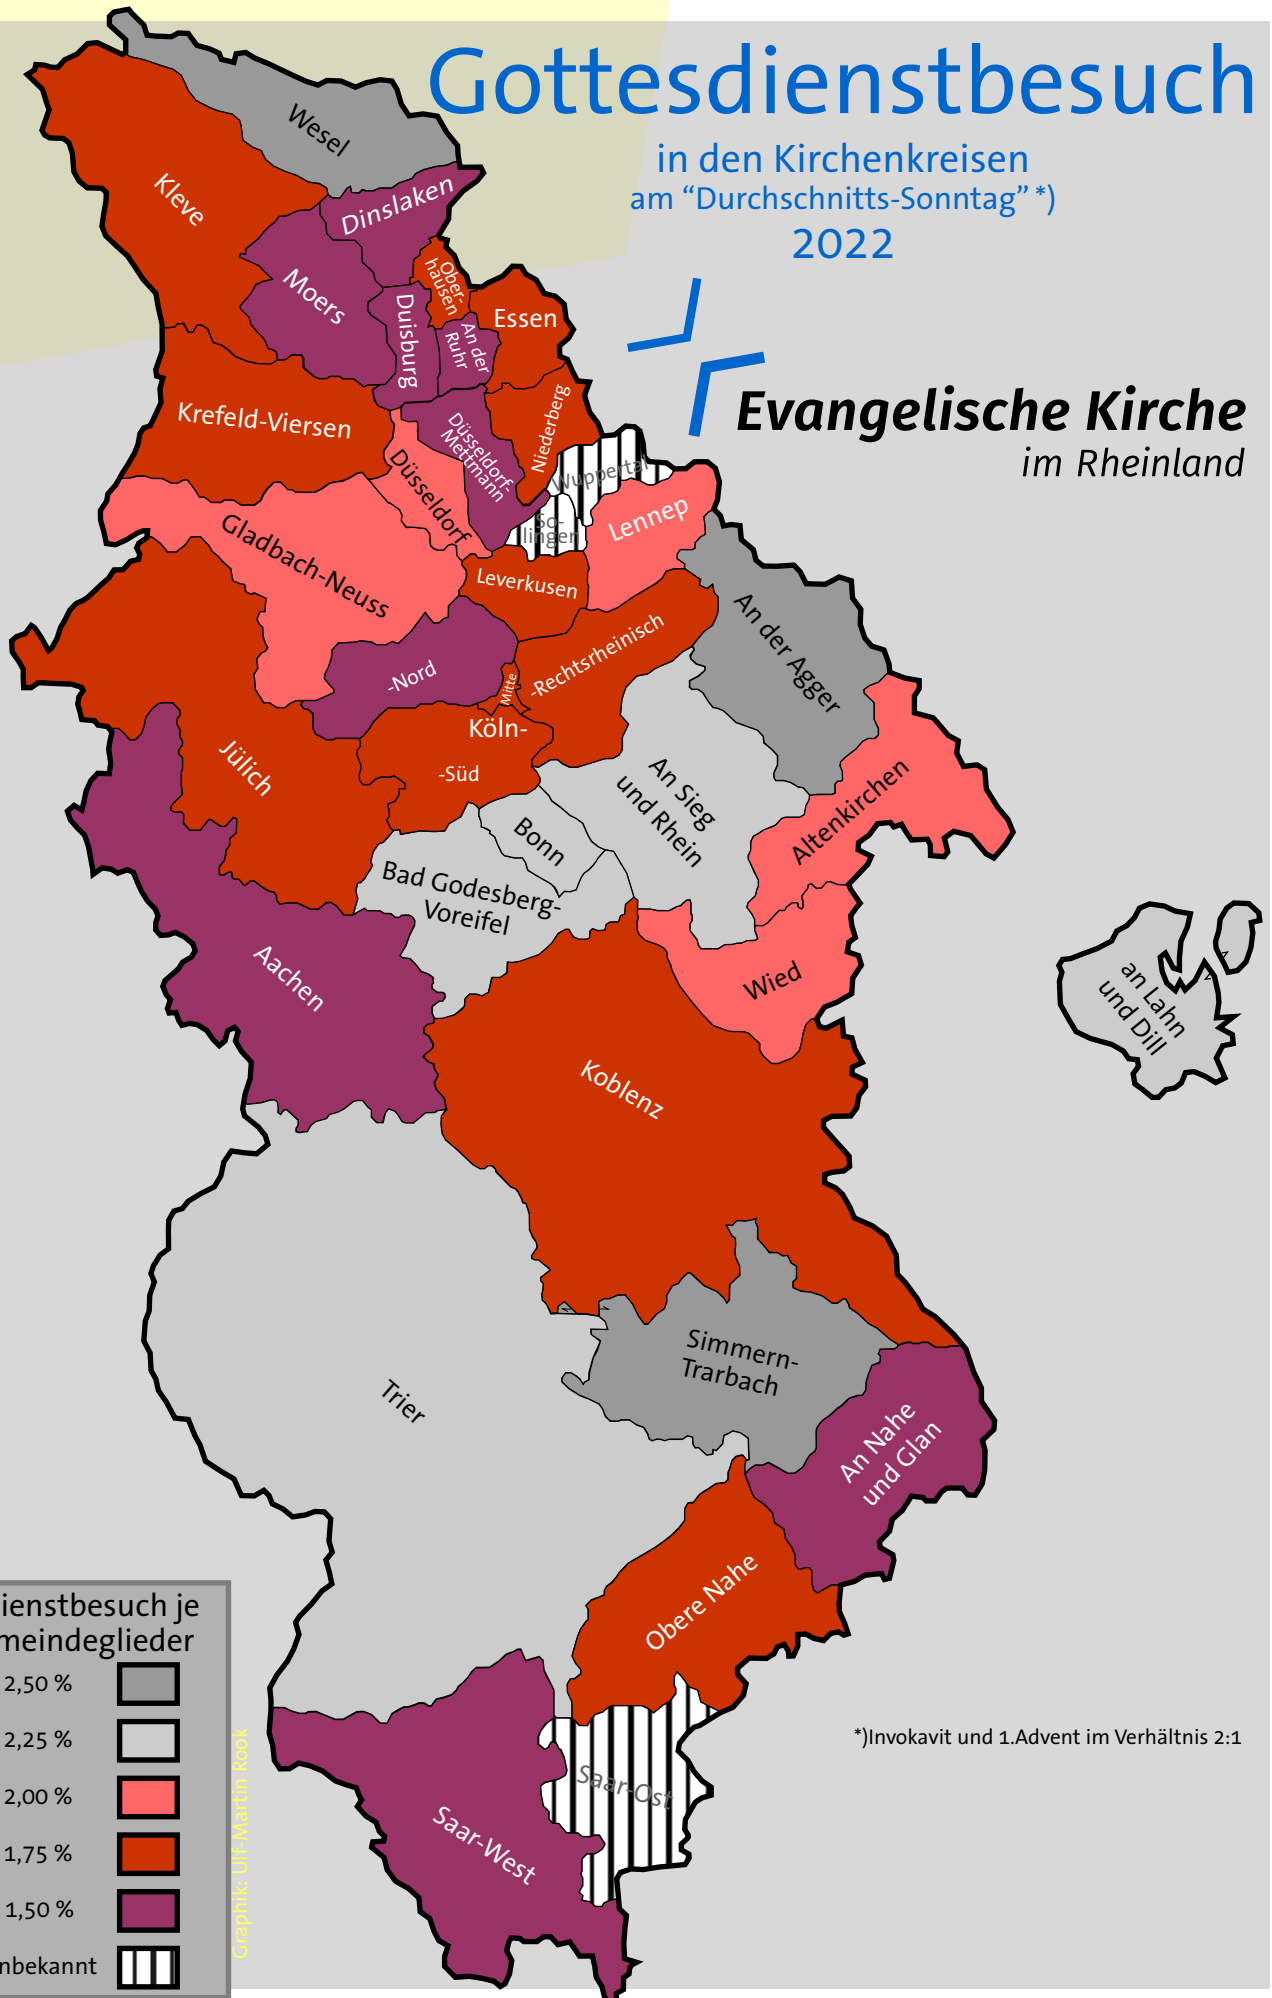 Gottesdienstbesuch
in den Kirchenkreisen
am “Durchschnitts-Sonntag” *)
2022
Evangelische Kirche
im Rheinland
Wesel
Kleve
Dinslaken
Moers
Ober-
hausen
Duisburg
An der
Ruhr
Essen
Krefeld-Viersen
Niederberg
Düsseldorf-
Mettmann
Düsseldorf
Wuppertal
So-
lingen
Lennep
Gladbach-Neuss
Leverkusen
An der Agger
-Nord
Mitte
-Rechtsrheinisch
Köln-
-Süd
Jülich
An Sieg
und Rhein
Altenkirchen
Bonn
Bad Godesberg-
Voreifel
Aachen
Wied
an Lahn
und Dill
Koblenz
Simmern-
Trarbach
Trier
An Nahe
und Glan
Obere Nahe
Saar-Ost
Saar-West
ienstbesuch je
meindeglieder
2,50 %
2,25 %
2,00 %
1,75 %
1,50 %
nbekannt
Graphik: Ulf-Martin Rook
*)Invokavit und 1.Advent im Verhältnis 2:1